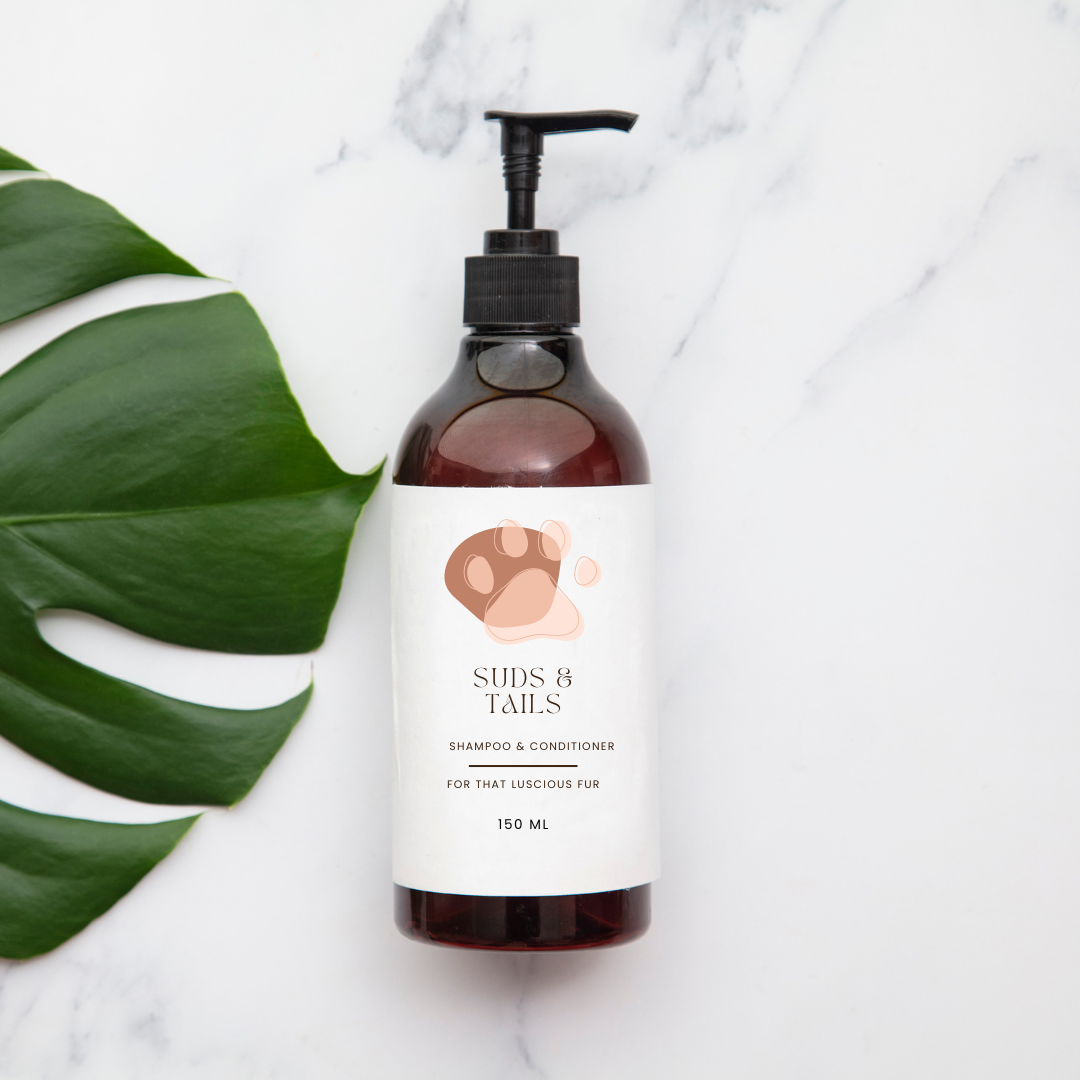 SUDS &
TAILS
SHAMPOO & CONDITIONER
FOR THAT LUSCIOUS FUR
150 ML